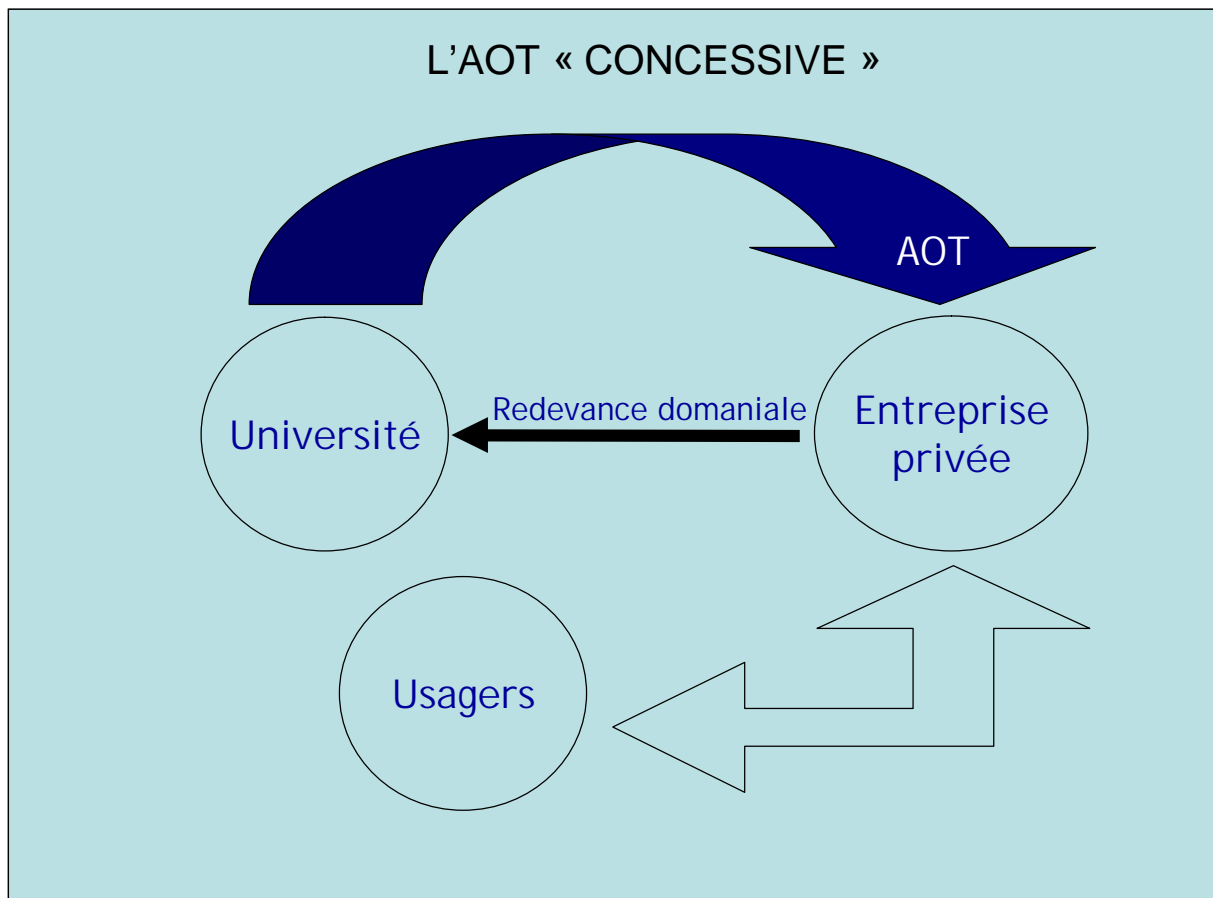 L’AOT « CONCESSIVE »
AOT
Redevance domaniale
Université
Entreprise
privée
Usagers